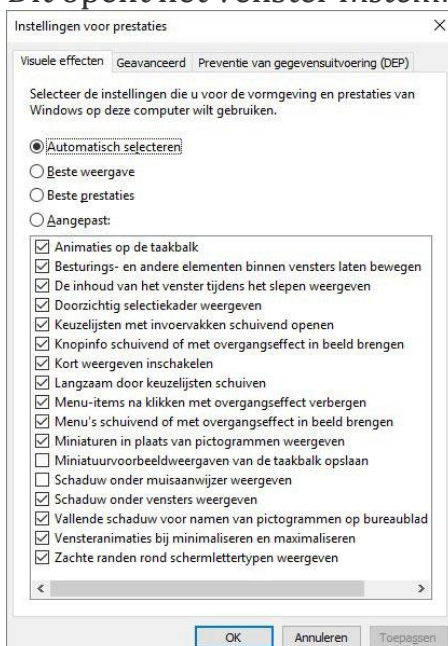 Instellingen voor prestaties
Visuele effecten Geavanceerd Preventie van gegevensuitvoering (DEP)
Selecteer de instellingen die u voor de vormgeving en prestaties van
Windows op deze computer wilt gebruiken.
Automatisch selecteren
Beste weergave
Beste prestaties
Aangepast:
Animaties op de taakbalk
Besturings- en andere elementen binnen vensters laten bewegen
De inhoud van het venster tijdens het slepen weergeven
Doorzichtig selectiekader weergeven
Keuzelijsten met invoervakken schuivend openen
Knopinfo schuivend of met overgangseffect in beeld brengen
Kort weergeven inschakelen
Langzaam door keuzelijsten schuiven
Menu-items na klikken met overgangseffect verbergen
Menu's schuivend of met overgangseffect in beeld brengen
Miniaturen in plaats van pictogrammen weergeven
Miniatuurvoorbeeldweergaven van de taakbalk opslaan
Schaduw onder muisaanwijzer weergeven
Schaduw onder vensters weergeven
Vallende schaduw voor namen van pictogrammen op bureaublad
Vensteranimaties bij minimaliseren en maximaliseren
Zachte randen rond schermlettertypen weergeven
OK Annuleren Toepassen